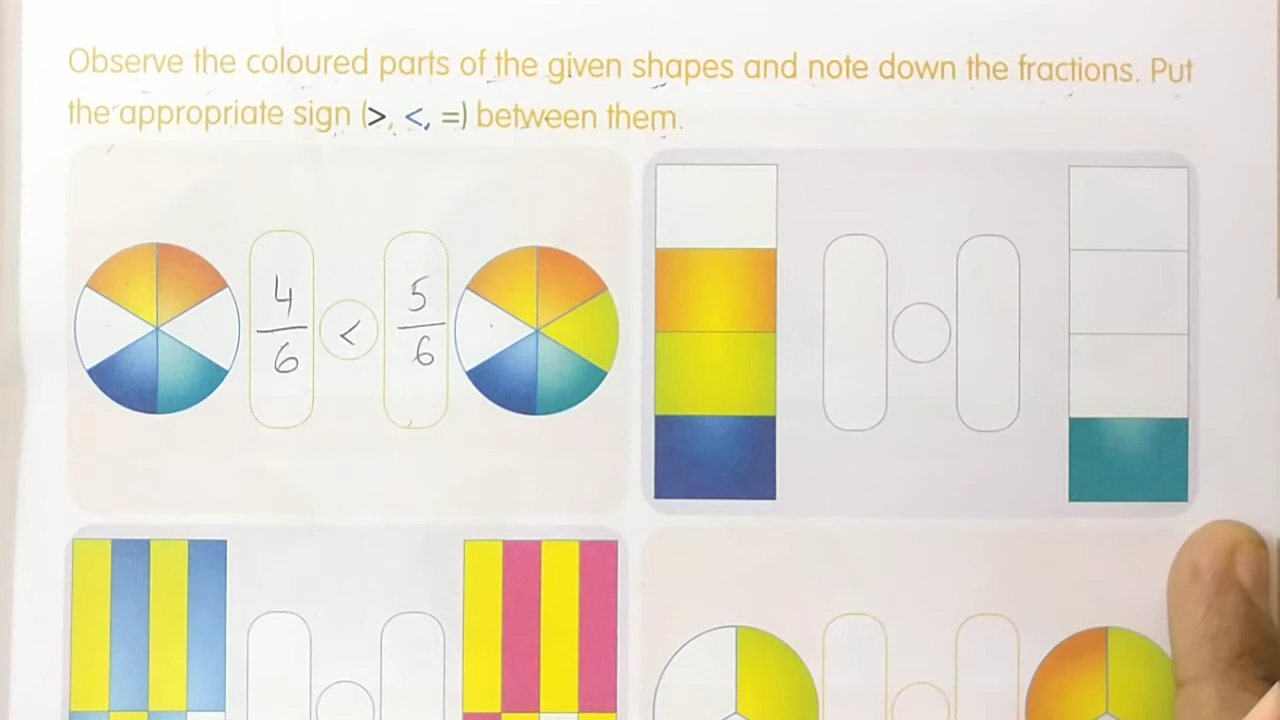 Observe the coloured parts of the given shapes and note down the fractions. Put
the appropriate sign (>, <, =) between them.
4/6 < 5/6